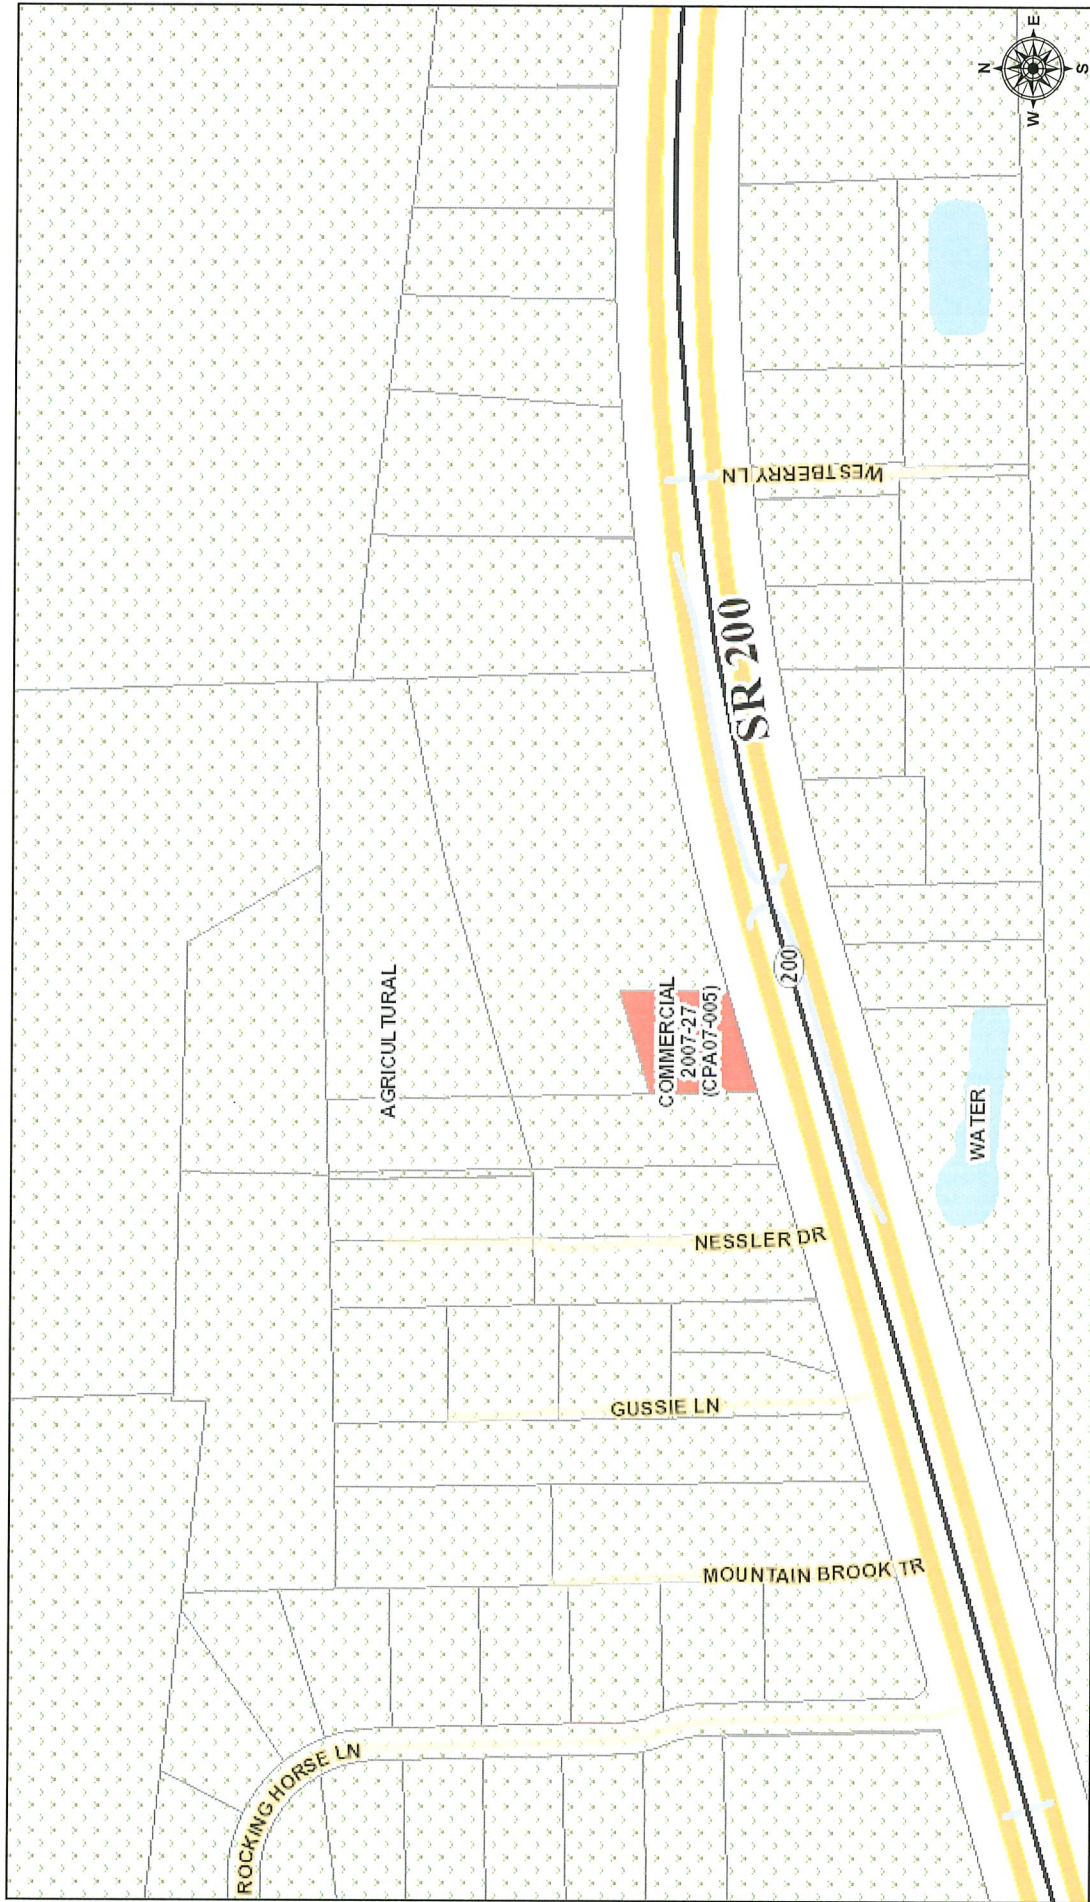 N
W
E
S
AGRICULTURAL
COMMERCIAL
2007-27
(CPA07-005)
SR 200
200
WESTBERRY LN
NESSLER DR
GUSSIE LN
MOUNTAIN BROOK TR
ROCKING HORSE LN
WATER